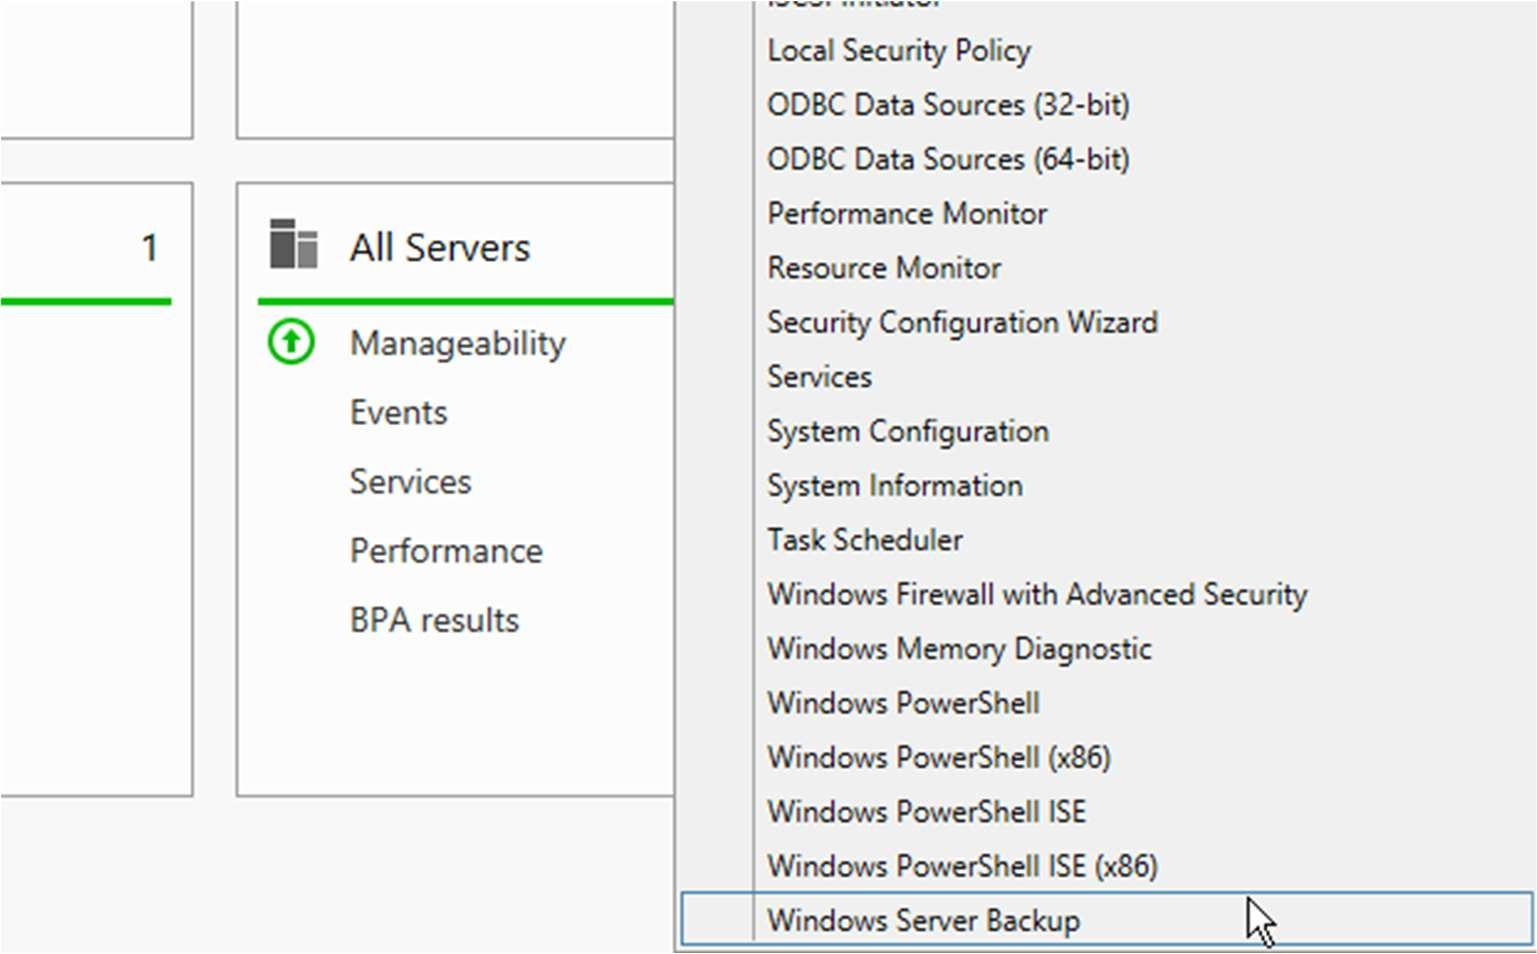 1
All Servers
Manageability
Events
Services
Performance
BPA results
Local Security Policy
ODBC Data Sources (32-bit)
ODBC Data Sources (64-bit)
Performance Monitor
Resource Monitor
Security Configuration Wizard
Services
System Configuration
System Information
Task Scheduler
Windows Firewall with Advanced Security
Windows Memory Diagnostic
Windows PowerShell
Windows PowerShell (x86)
Windows PowerShell ISE
Windows PowerShell ISE (x86)
Windows Server Backup